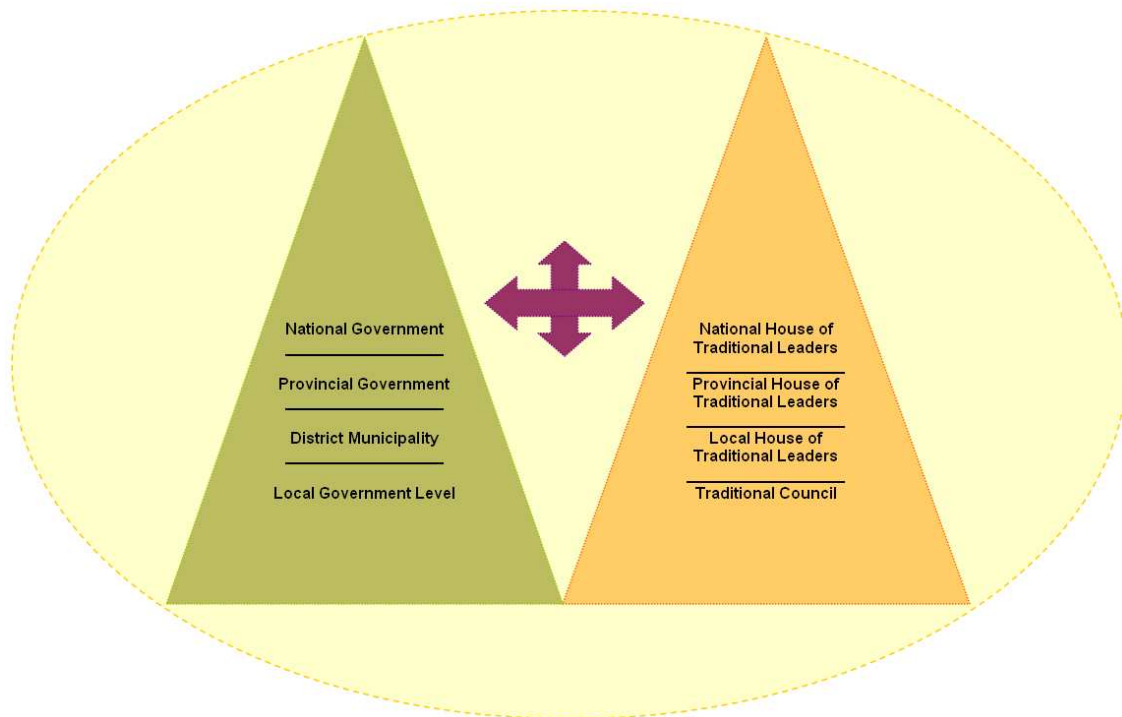 National Government
Provincial Government
District Municipality
Local Government Level
National House of
Traditional Leaders
Provincial House of
Traditional Leaders
Local House of
Traditional Leaders
Traditional Council